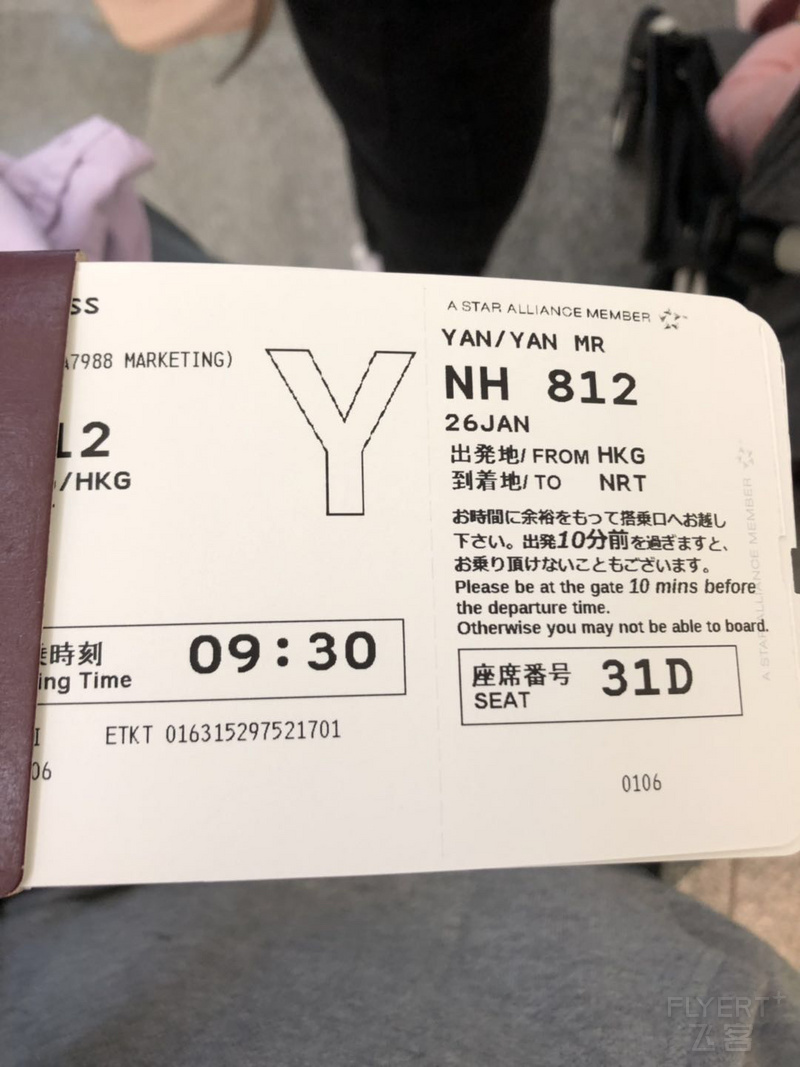 SS
A7988 MARKETING)
Y
12
/HKG
乗時刻
ing Time
09:30
I
ETKT 016315297521701
06
A STAR ALLIANCE MEMBER
YAN/YAN MR
NH 812
26JAN
出発地/ FROM HKG
到着地/ TO NRT
お時間に余裕をもって搭乗口へお越し
下さい。出発10分前を過ぎますと、
お乗り頂けないこともございます。
Please be at the gate 10 mins before
the departure time.
Otherwise you may not be able to board.
座席番号
SEAT
31D
0106
A STAR ALLIANCE MEMBER
FLYERT
飞客